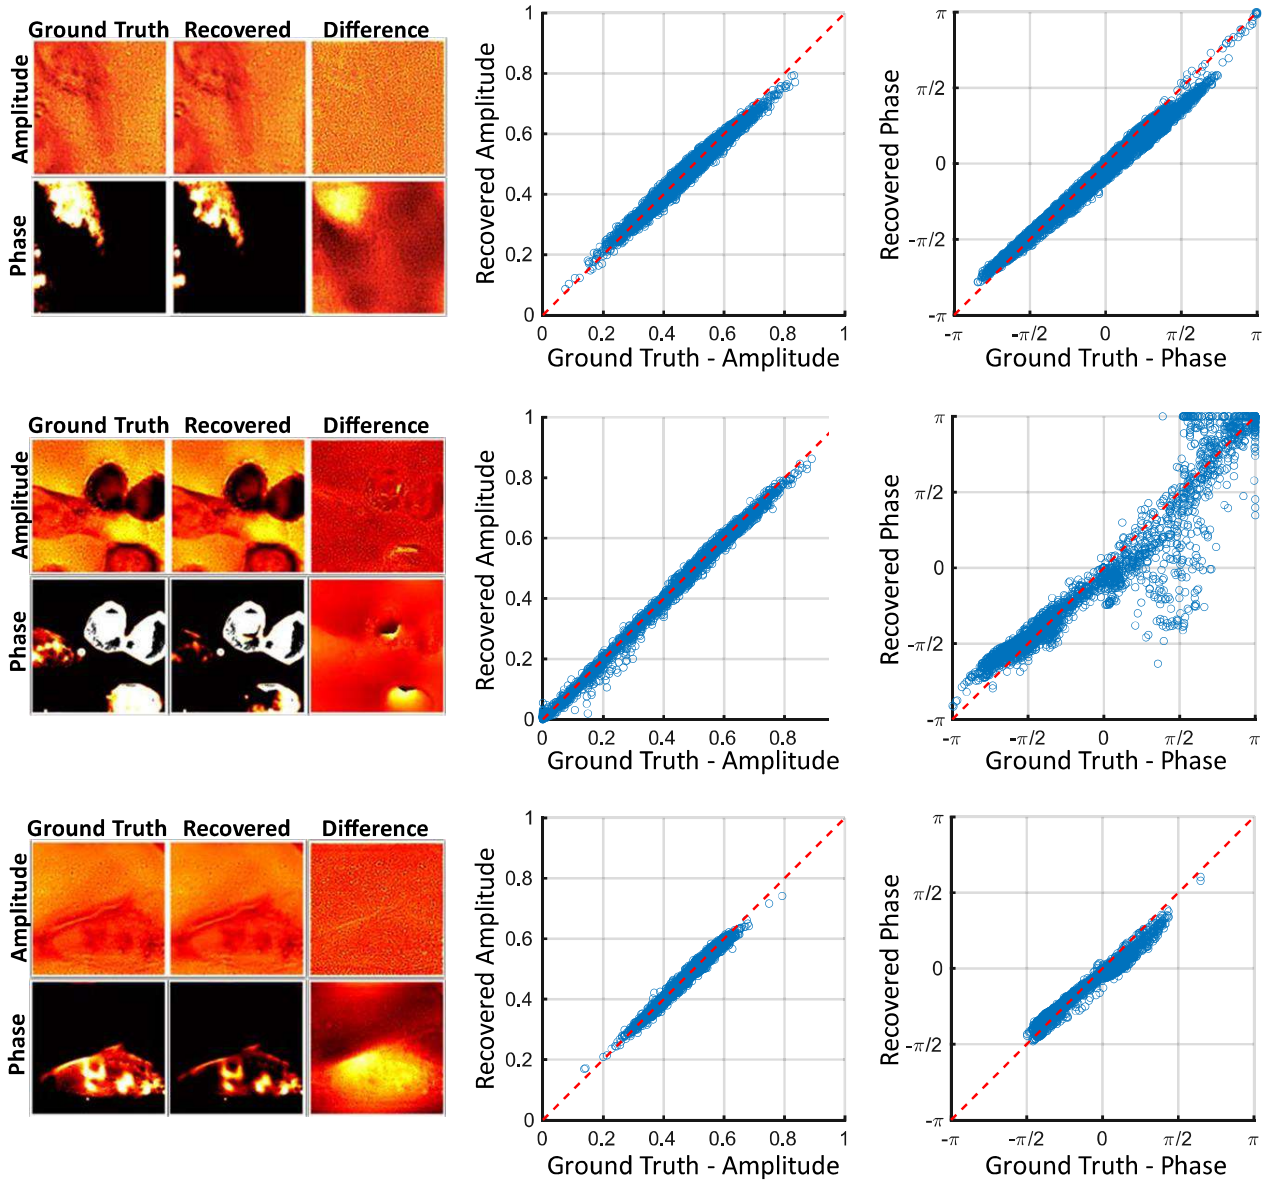 Ground Truth Recovered Difference
Amplitude
Phase
1
0.8
0.6
0.4
0.2
0
Recovered Amplitude
0 0.2 0.4 0.6 0.8 1
Ground Truth - Amplitude
π
π/2
0
-π/2
-π
Recovered Phase
-π -π/2 0 π/2 π
Ground Truth - Phase
Ground Truth Recovered Difference
Amplitude
Phase
1
0.8
0.6
0.4
0.2
0
Recovered Amplitude
0 0.2 0.4 0.6 0.8
Ground Truth - Amplitude
π
π/2
0
-π/2
-π
Recovered Phase
-π -π/2 0 π/2 π
Ground Truth - Phase
Ground Truth Recovered Difference
Amplitude
Phase
1
0.8
0.6
0.4
0.2
0
Recovered Amplitude
0 0.2 0.4 0.6 0.8 1
Ground Truth - Amplitude
π
π/2
0
-π/2
-π
Recovered Phase
-π -π/2 0 π/2 π
Ground Truth - Phase